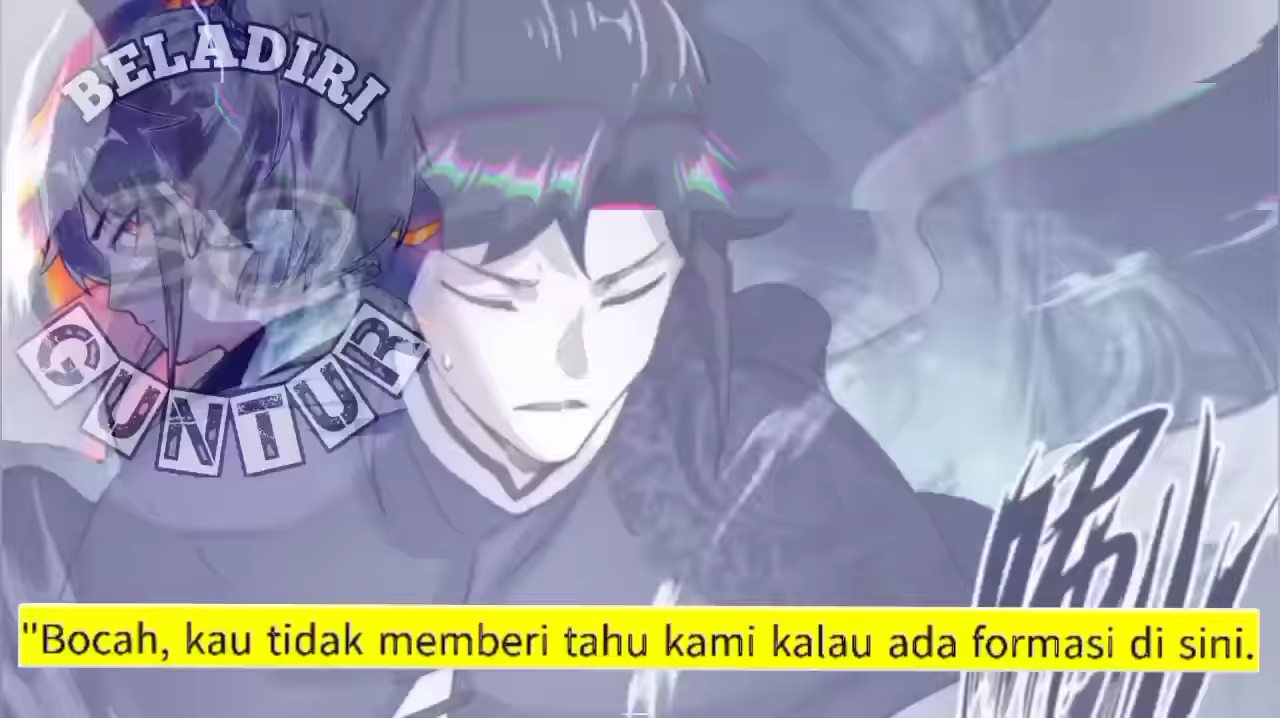 BELADIRI
GUNTUR
"Bocah, kau tidak memberi tahu kami kalau ada formasi di sini.